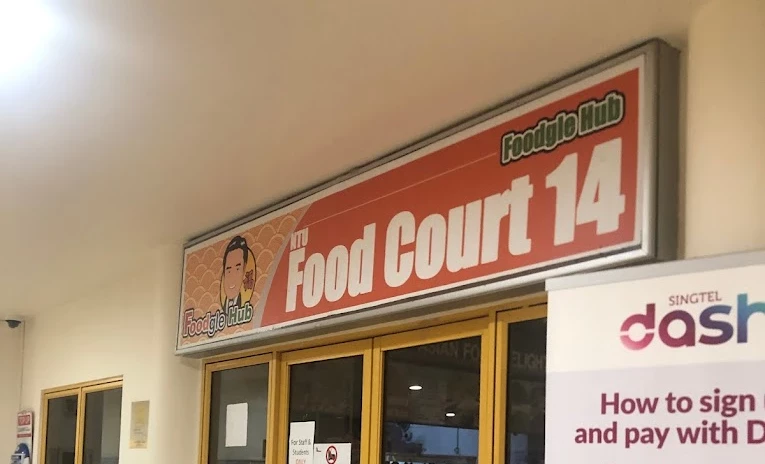 Foodgle Hub
NTU
Food Court 14
Foodgle Hub
SINGTEL
dash
How to sign
and pay with D
For Staff &
Students
ONLY